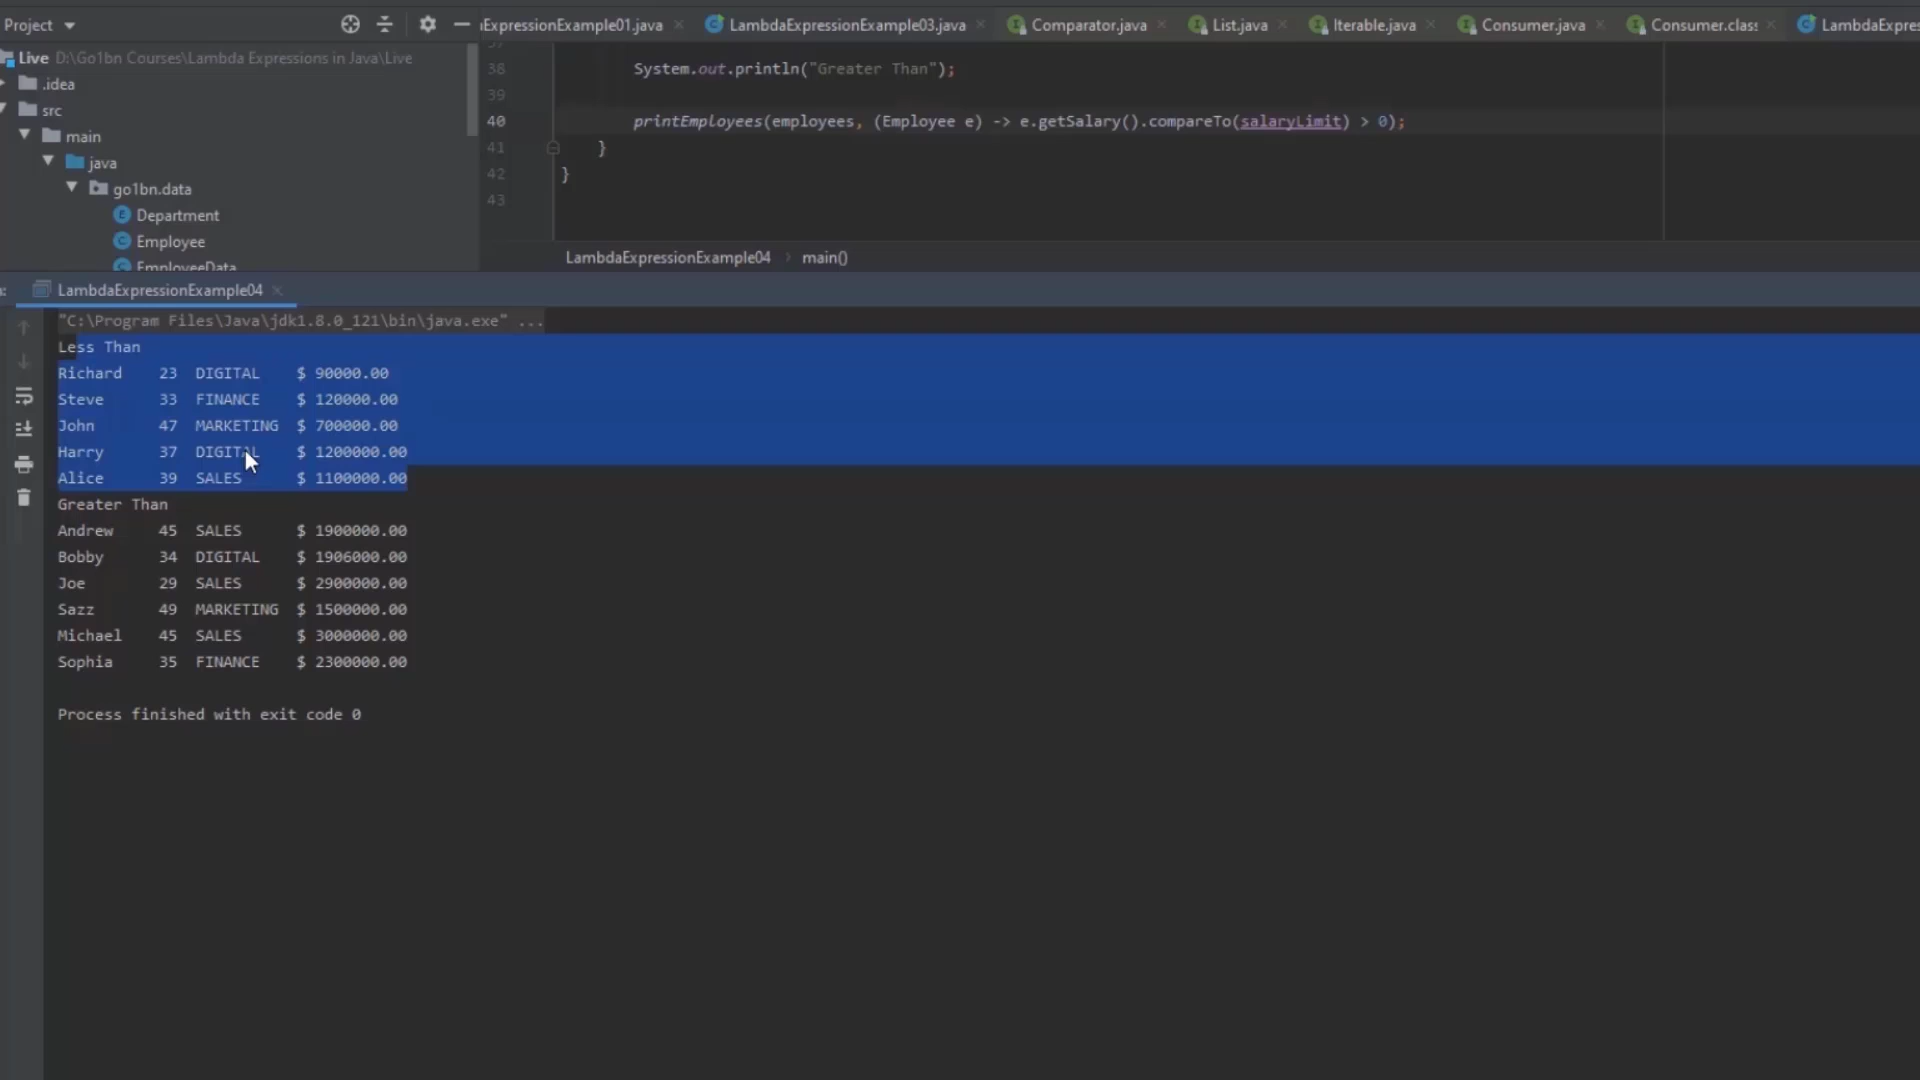 Project
ıExpressionExample01.java
LambdaExpressionExample03.java
Comparator.java
List.java
Iterable.java
Consumer.java
Consumer.class
LambdaExpres
Live D:\Go1bn Courses\Lambda Expressions in Java\Live
.idea
src
main
java
go1bn.data
Department
Employee
EmployeeData
37
38 System.out.println("Greater Than");
39
40 printEmployees(employees, (Employee e) -> e.getSalary().compareTo(salaryLimit) > 0);
41 }
42 }
43
LambdaExpressionExample04 › main()
LambdaExpressionExample04
"C:\Program Files\Java\jdk1.8.0_121\bin\java.exe" ...
Less Than
Richard 23 DIGITAL $ 90000.00
Steve 33 FINANCE $ 120000.00
John 47 MARKETING $ 700000.00
Harry 37 DIGITAL $ 1200000.00
Alice 39 SALES $ 1100000.00
Greater Than
Andrew 45 SALES $ 1900000.00
Bobby 34 DIGITAL $ 1906000.00
Joe 29 SALES $ 2900000.00
Sazz 49 MARKETING $ 1500000.00
Michael 45 SALES $ 3000000.00
Sophia 35 FINANCE $ 2300000.00
Process finished with exit code 0